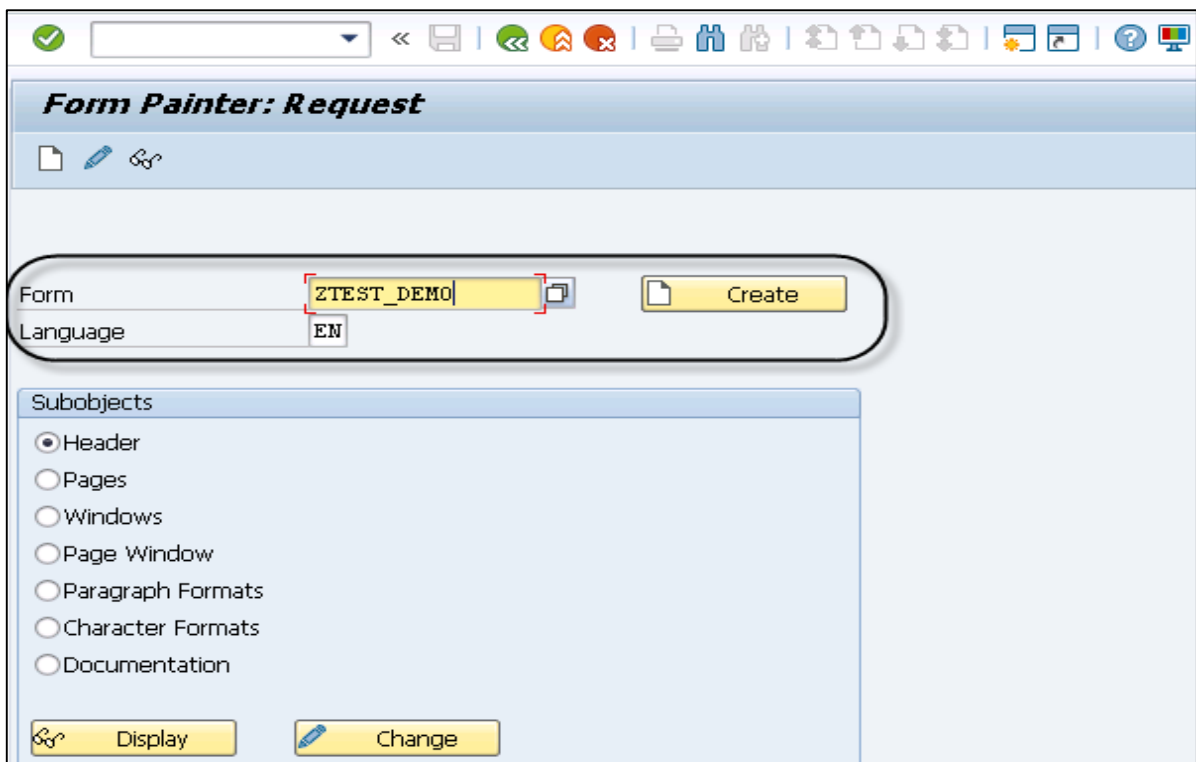 Form Painter: Request
Form ZTEST_DEMO Create
Language EN
Subobjects
Header
Pages
Windows
Page Window
Paragraph Formats
Character Formats
Documentation
Display Change